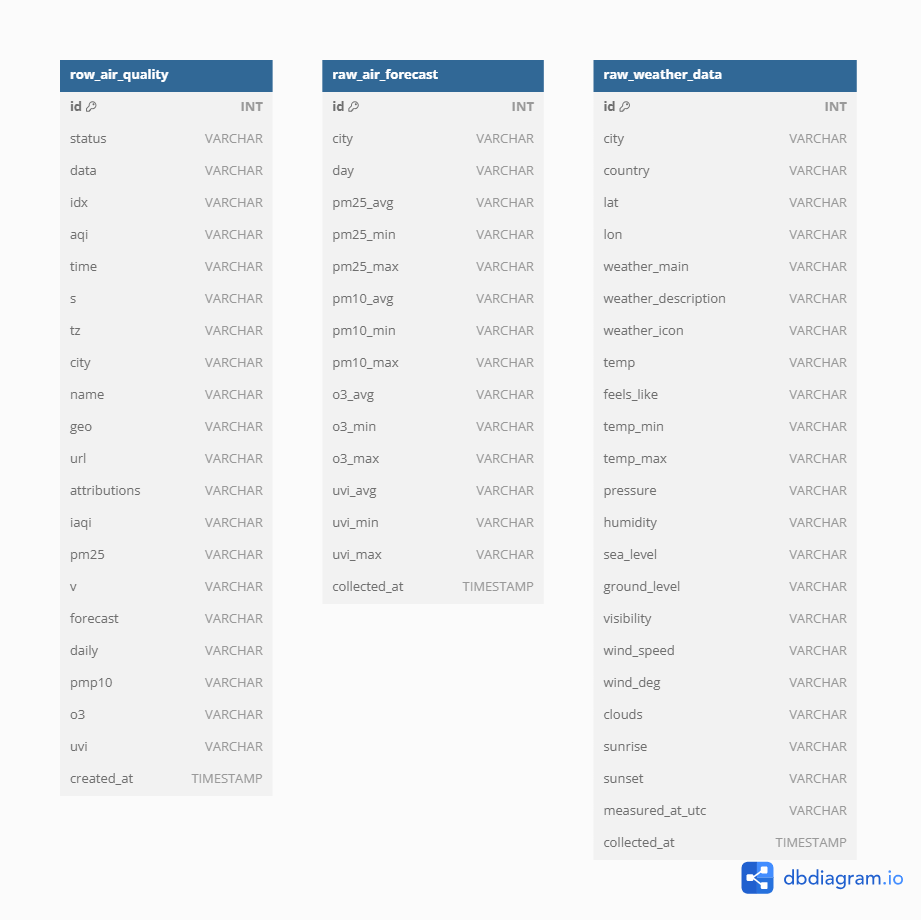 row_air_quality
id INT
status VARCHAR
data VARCHAR
idx VARCHAR
aqi VARCHAR
time VARCHAR
s VARCHAR
tz VARCHAR
city VARCHAR
name VARCHAR
geo VARCHAR
url VARCHAR
attributions VARCHAR
iaqi VARCHAR
pm25 VARCHAR
v VARCHAR
forecast VARCHAR
daily VARCHAR
pmp10 VARCHAR
o3 VARCHAR
uvi VARCHAR
created_at TIMESTAMP
raw_air_forecast
id INT
city VARCHAR
day VARCHAR
pm25_avg VARCHAR
pm25_min VARCHAR
pm25_max VARCHAR
pm10_avg VARCHAR
pm10_min VARCHAR
pm10_max VARCHAR
o3_avg VARCHAR
o3_min VARCHAR
o3_max VARCHAR
uvi_avg VARCHAR
uvi_min VARCHAR
uvi_max VARCHAR
collected_at TIMESTAMP
raw_weather_data
id INT
city VARCHAR
country VARCHAR
lat VARCHAR
lon VARCHAR
weather_main VARCHAR
weather_description VARCHAR
weather_icon VARCHAR
temp VARCHAR
feels_like VARCHAR
temp_min VARCHAR
temp_max VARCHAR
pressure VARCHAR
humidity VARCHAR
sea_level VARCHAR
ground_level VARCHAR
visibility VARCHAR
wind_speed VARCHAR
wind_deg VARCHAR
clouds VARCHAR
sunrise VARCHAR
sunset VARCHAR
measured_at_utc VARCHAR
collected_at TIMESTAMP
dbdiagram.io